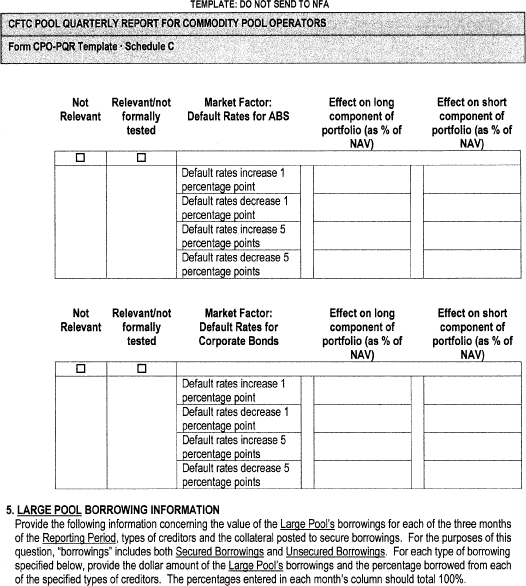 TEMPLATE: DO NOT SEND TO NFA
CFTC POOL QUARTERLY REPORT FOR COMMODITY POOL OPERATORS
Form CPO-PQR Template · Schedule C
Not Relevant
Relevant/not formally tested
Market Factor: Default Rates for ABS
Effect on long component of portfolio (as % of NAV)
Effect on short component of portfolio (as % of NAV)
Default rates increase 1
percentage point
Default rates decrease 1
percentage point
Default rates increase 5
percentage points
Default rates decrease 5
percentage points
Not Relevant
Relevant/not formally tested
Market Factor: Default Rates for Corporate Bonds
Effect on long component of portfolio (as % of NAV)
Effect on short component of portfolio (as % of NAV)
Default rates increase 1
percentage point
Default rates decrease 1
percentage point
Default rates increase 5
percentage points
Default rates decrease 5
percentage points
5. LARGE POOL BORROWING INFORMATION
Provide the following information concerning the value of the Large Pool's borrowings for each of the three months
of the Reporting Period, types of creditors and the collateral posted to secure borrowings. For the purposes of this
question, "borrowings" includes both Secured Borrowings and Unsecured Borrowings. For each type of borrowing
specified below, provide the dollar amount of the Large Pool's borrowings and the percentage borrowed from each
of the specified types of creditors. The percentages entered in each month's column should total 100%.